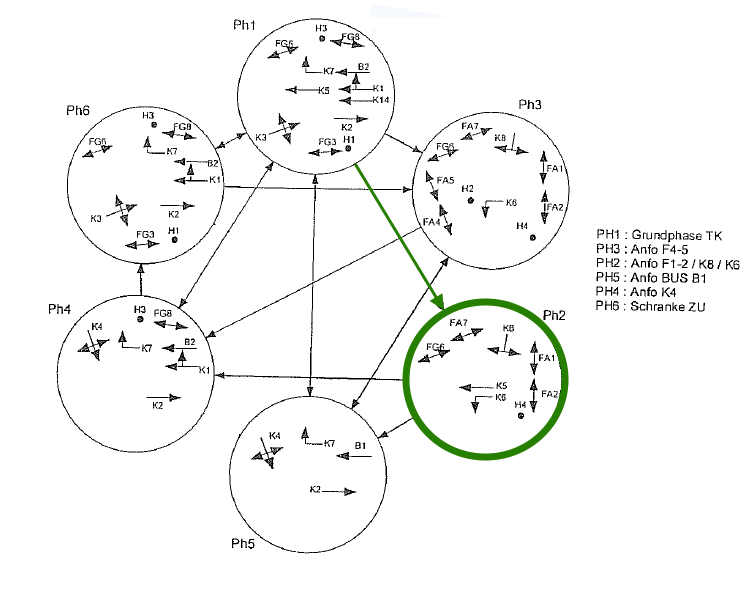 Ph1
H3
FG6
FG8
K7
B2
K5
K1
K14
K3
K2
FG3
H1
Ph6
H3
FG8
FG6
K7
B2
K1
K3
K2
FG3
H1
Ph3
FA7
FG6
K8
FA1
FA5
H2
K6
FA2
FA4
H4
PH1 : Grundphase TK
PH3 : Anfo F4-5
PH2 : Anfo F1-2 / K8 / K6
PH5 : Anfo BUS B1
PH4 : Anfo K4
PH6 : Schranke ZU
Ph4
H3
FG8
K4
K7
B2
K1
K2
Ph2
FA7
FG6
FA1
K5
K6
FA2
H4
K4
K7
B1
K2
Ph5